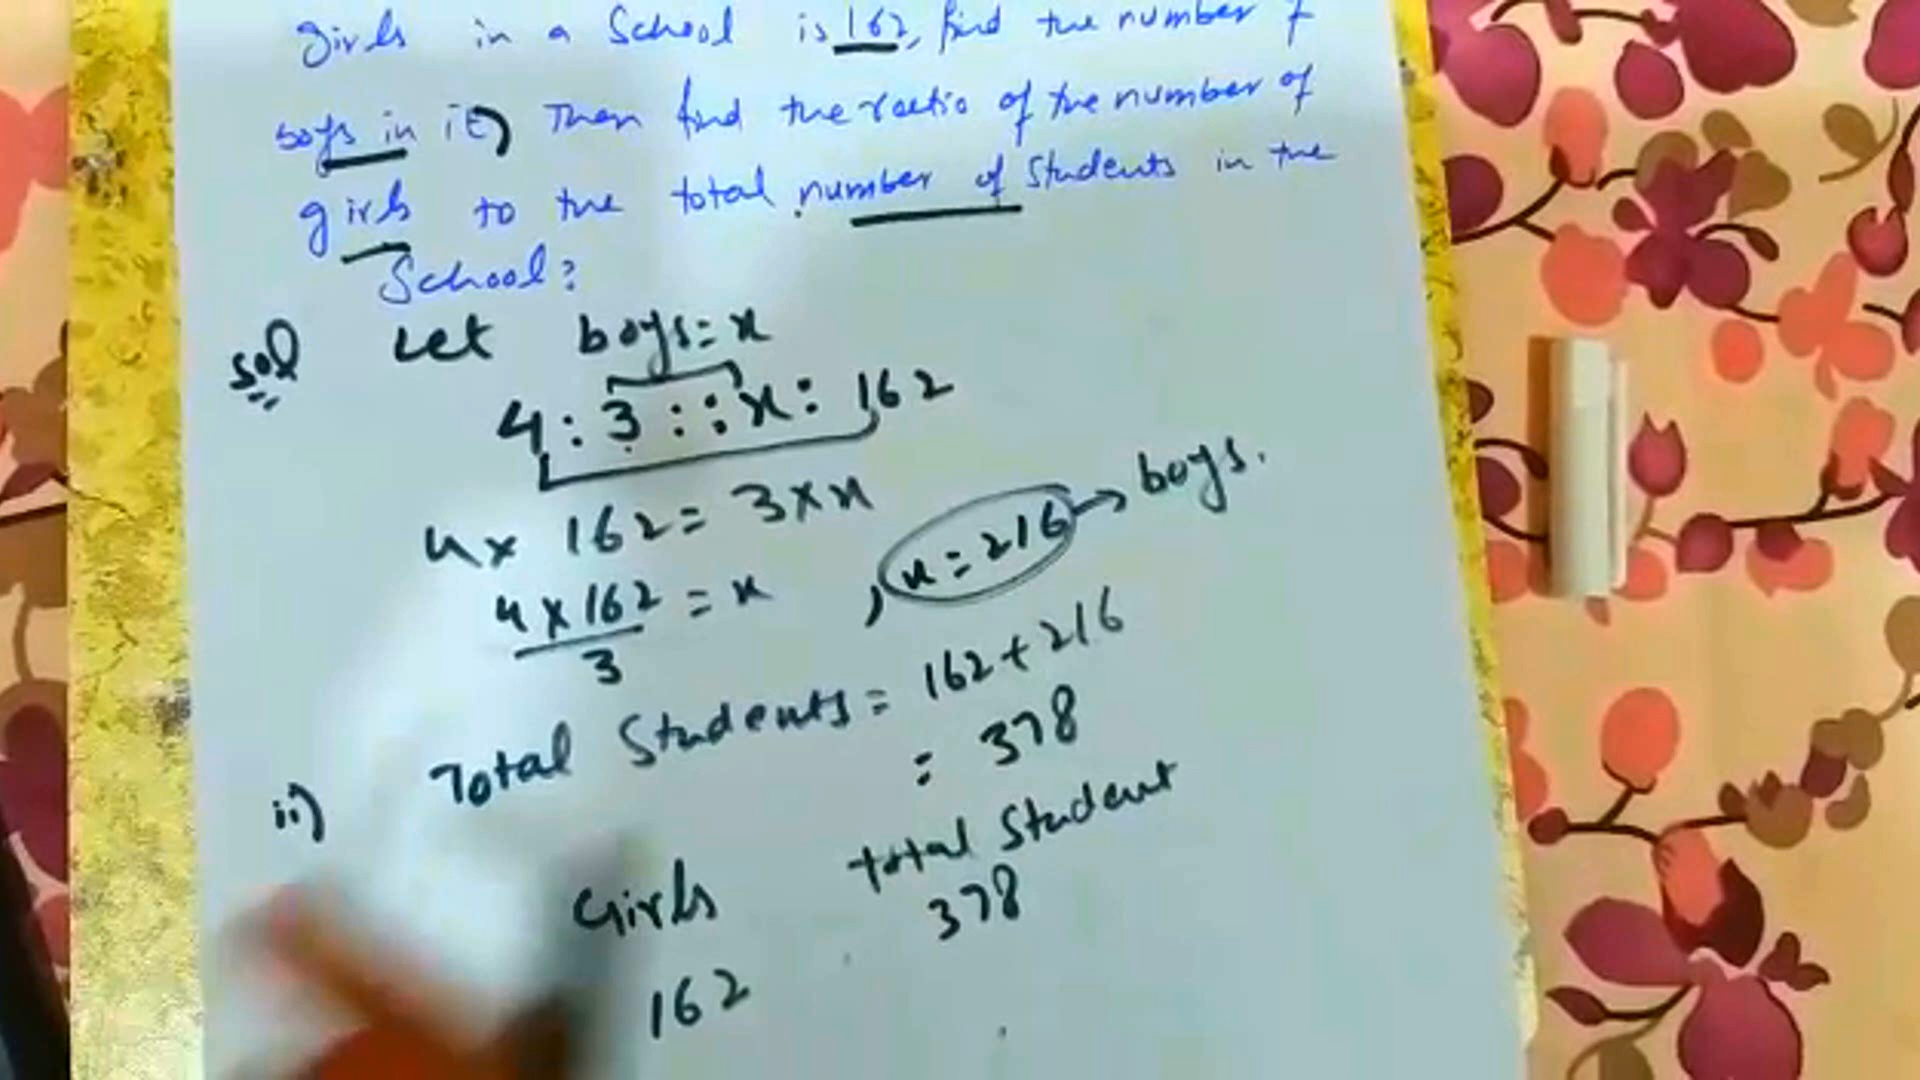 girls in a School is 162, find the number of
boys in it) Then find the ratio of the number of
girls to the total number of Students in the
School?
Sol Let boys = x
4 : 3 :: x : 162
4 x 162 = 3 x x
4 x 162 = x , x = 216 → boys.
3
Total Students = 162 + 216
= 378
ii)
Girls Total Student
162 378